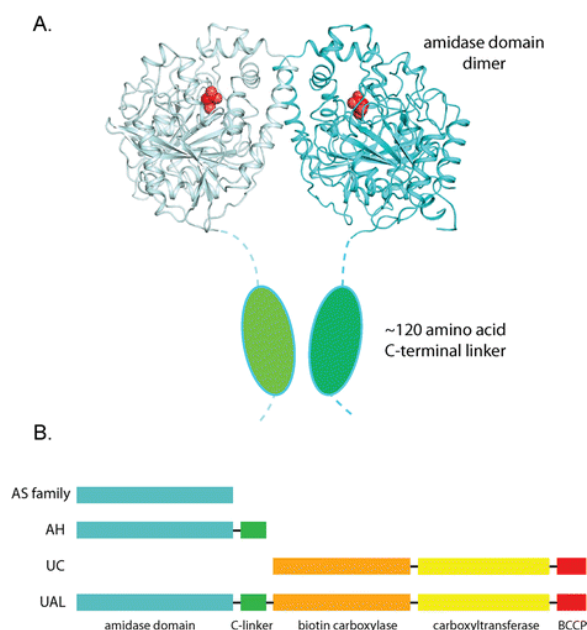 A.
amidase domain
dimer
~120 amino acid
C-terminal linker
B.
AS family
AH
UC
UAL
amidase domain C-linker biotin carboxylase carboxyltransferase BCCP